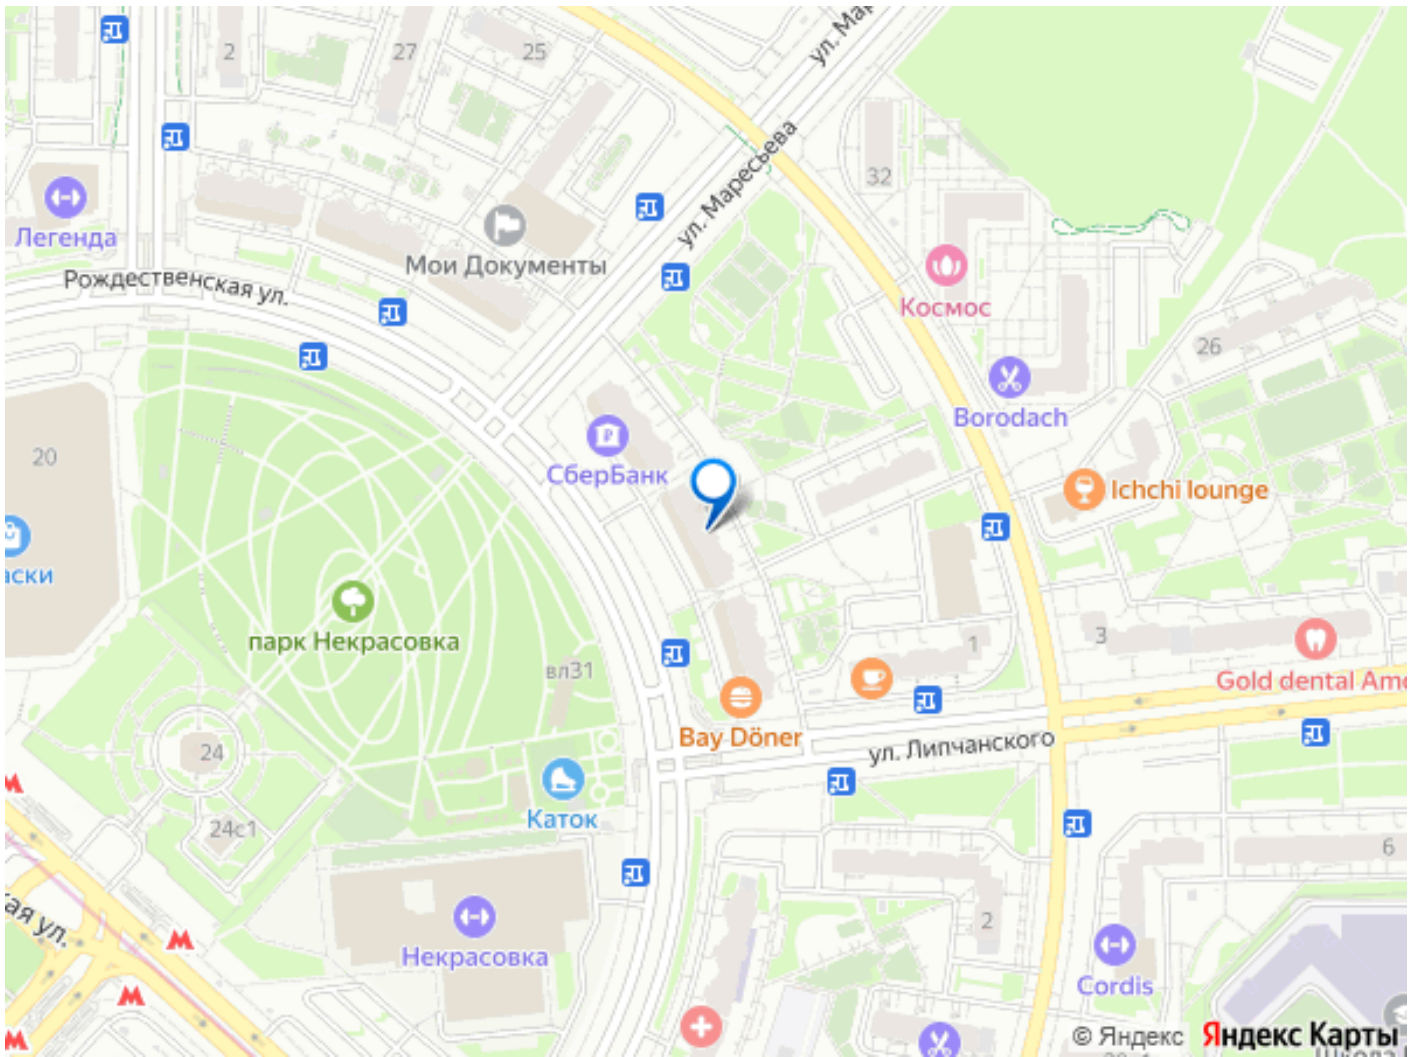 ул. Маре
2
27
25
ул. Маресьева
32
Легенда
Мои Документы
Рождественская ул.
Космос
26
Borodach
20
СберБанк
Ichchi lounge
парк Некрасовка
вл31
1
3
Gold dental Ame
Bay Döner
ул. Липчанского
24
24с1
Каток
6
2
Некрасовка
Cordis
© Яндекс Яндекс Карты